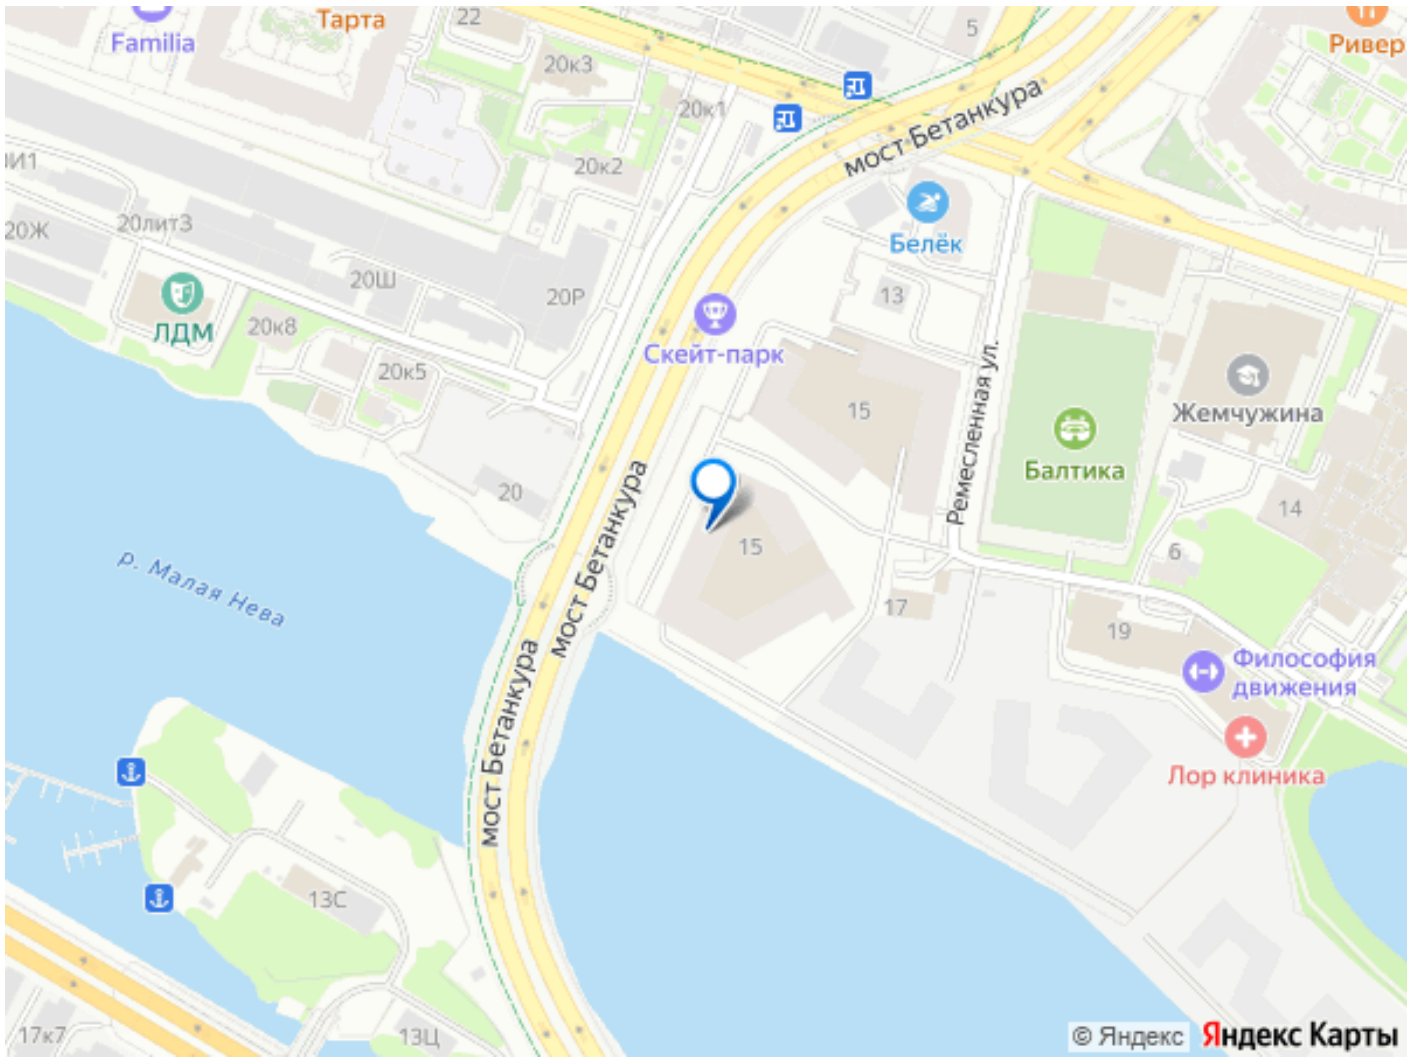 Тарта
22
5
Familia
Ривер
20к3
20к1
мост Бетанкура
20к2
И1
20Ж
20литЗ
Белёк
20Ш
20Р
13
ЛДМ
20к8
Скейт-парк
20к5
15
Ремесленная ул.
Жемчужина
Балтика
20
мост Бетанкура
14
15
р. Малая Нева
6
17
19
Философия
движения
мост Бетанкура
Лор клиника
13С
17к7
13Ц
© Яндекс
Яндекс Карты